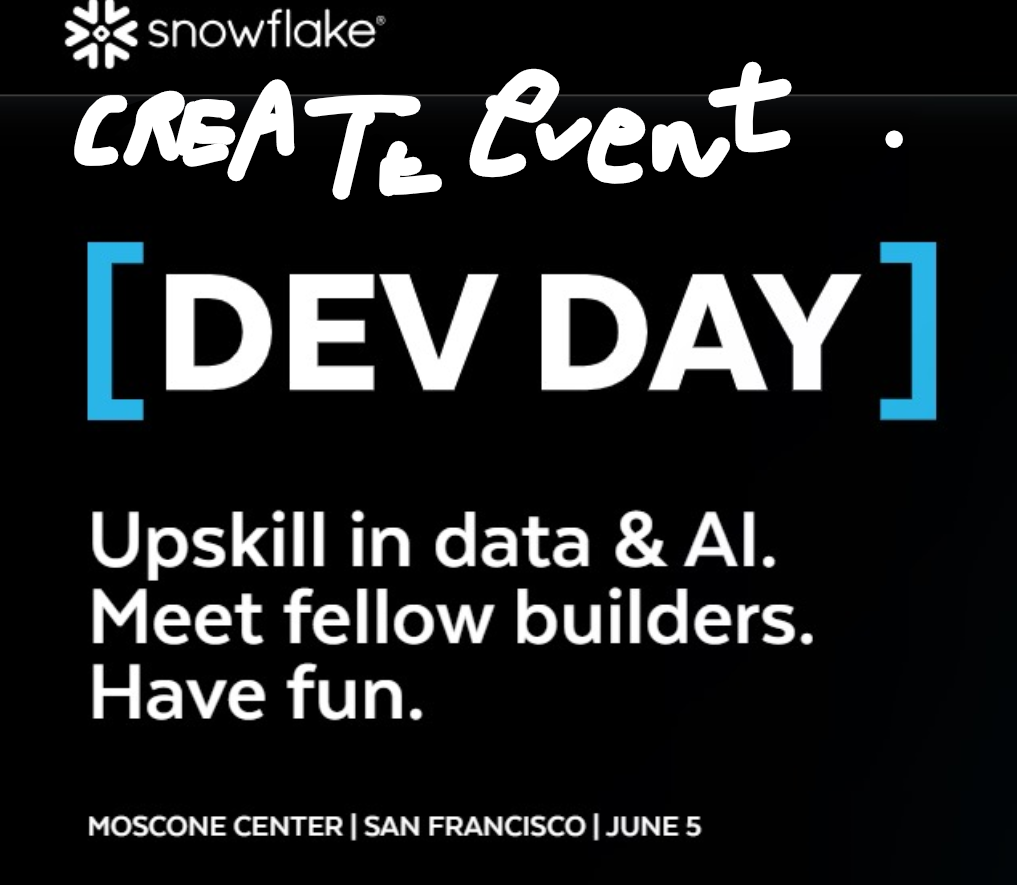 snowflake®
CREATE Event .
[DEV DAY]
Upskill in data & AI.
Meet fellow builders.
Have fun.
MOSCONE CENTER | SAN FRANCISCO | JUNE 5